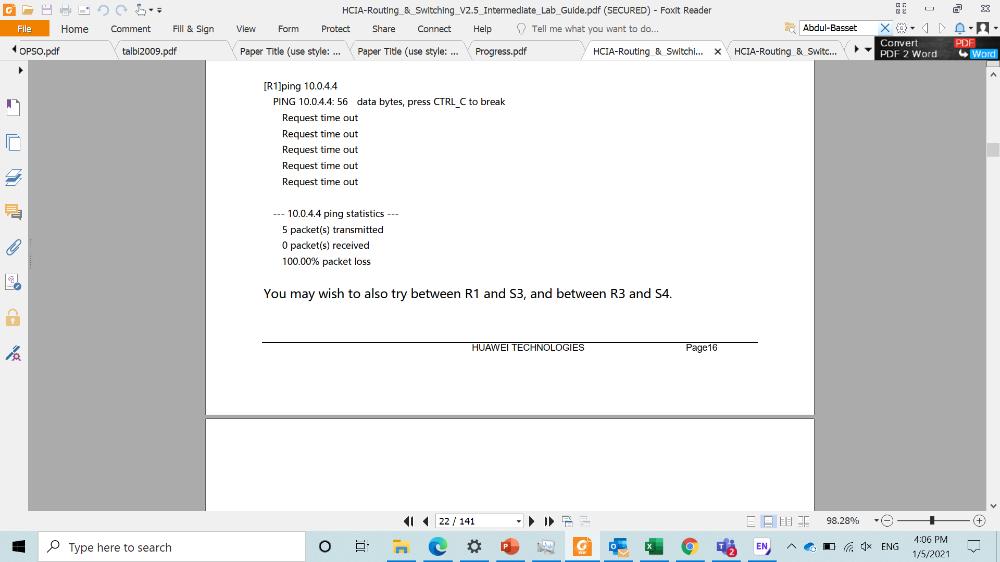 HCIA-Routing_&_Switching_V2.5_Intermediate_Lab_Guide.pdf (SECURED) - Foxit Reader
File Home Comment Fill & Sign View Form Protect Share Connect Help Tell me what you want to do... Abdul-Basset
OPSO.pdf talbi2009.pdf Paper Title (use style: ... Paper Title (use style: ... Progress.pdf HCIA-Routing_&_Switchi... HCIA-Routing_&_Switc...
Convert PDF
PDF 2 Word Word
[R1]ping 10.0.4.4
PING 10.0.4.4: 56 data bytes, press CTRL_C to break
Request time out
Request time out
Request time out
Request time out
Request time out
--- 10.0.4.4 ping statistics ---
5 packet(s) transmitted
0 packet(s) received
100.00% packet loss
You may wish to also try between R1 and S3, and between R3 and S4.
HUAWEI TECHNOLOGIES Page16
22 / 141 98.28%
Type here to search
P
PDF
O
X
T
2
EN
ENG
4:06 PM
1/5/2021